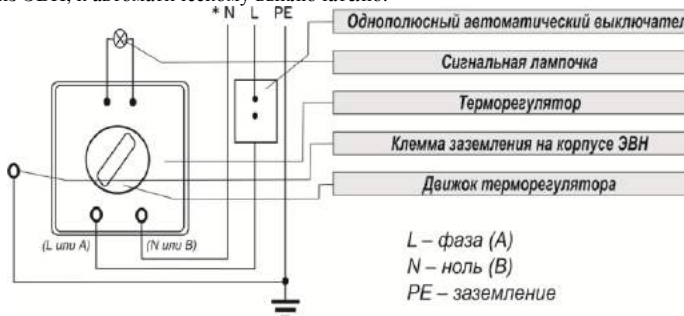 * N L PE
Однополюсный автоматический выключател
Сигнальная лампочка
Терморегулятор
Клемма заземления на корпусе ЭВН
Движок терморегулятора
(L или A)
(N или B)
L – фаза (A)
N – ноль (B)
PE – заземление